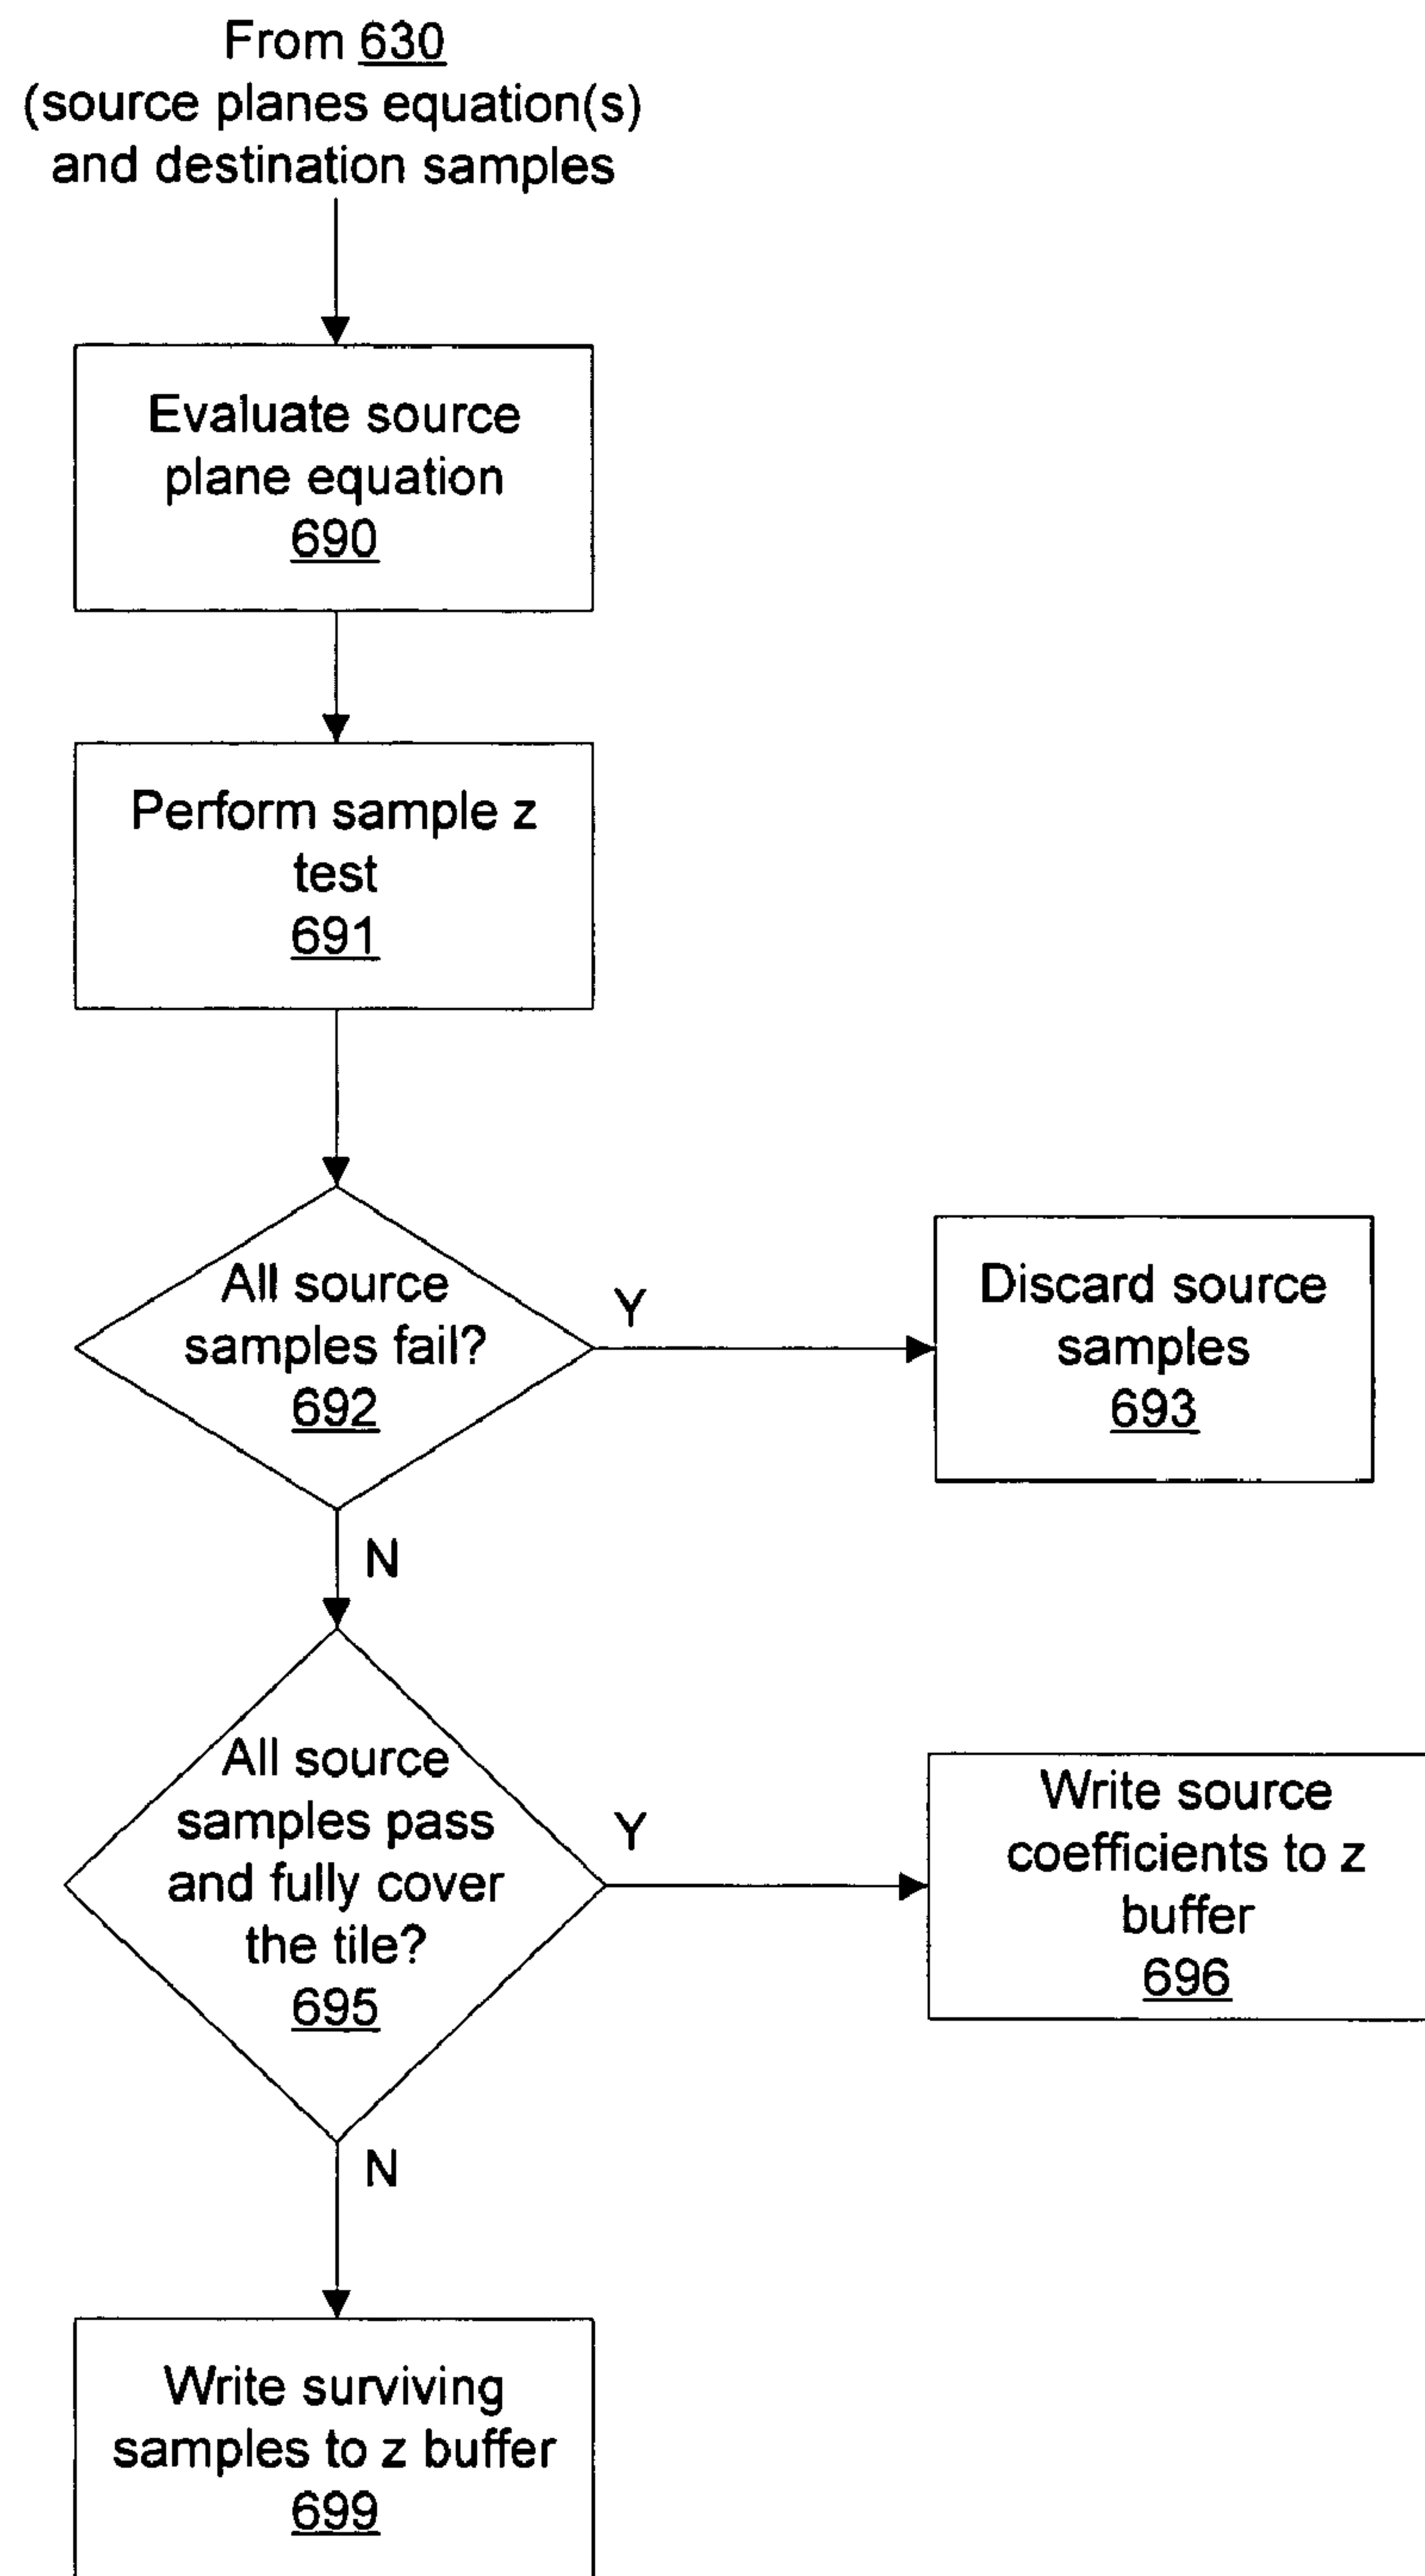 From 630
(source planes equation(s)
and destination samples
Evaluate source
plane equation
690
Perform sample z
test
691
All source
samples fail?
692
Y
Discard source
samples
693
N
All source
samples pass
and fully cover
the tile?
695
Y
Write source
coefficients to z
buffer
696
N
Write surviving
samples to z buffer
699